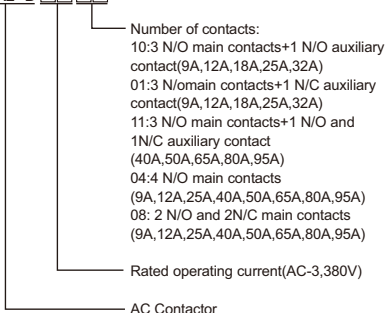 Number of contacts:
10:3 N/O main contacts+1 N/O auxiliary
contact(9A,12A,18A,25A,32A)
01:3 N/omain contacts+1 N/C auxiliary
contact(9A,12A,18A,25A,32A)
11:3 N/O main contacts+1 N/O and
1N/C auxiliary contact
(40A,50A,65A,80A,95A)
04:4 N/O main contacts
(9A,12A,25A,40A,50A,65A,80A,95A)
08: 2 N/O and 2N/C main contacts
(9A,12A,25A,40A,50A,65A,80A,95A)
Rated operating current(AC-3,380V)
AC Contactor